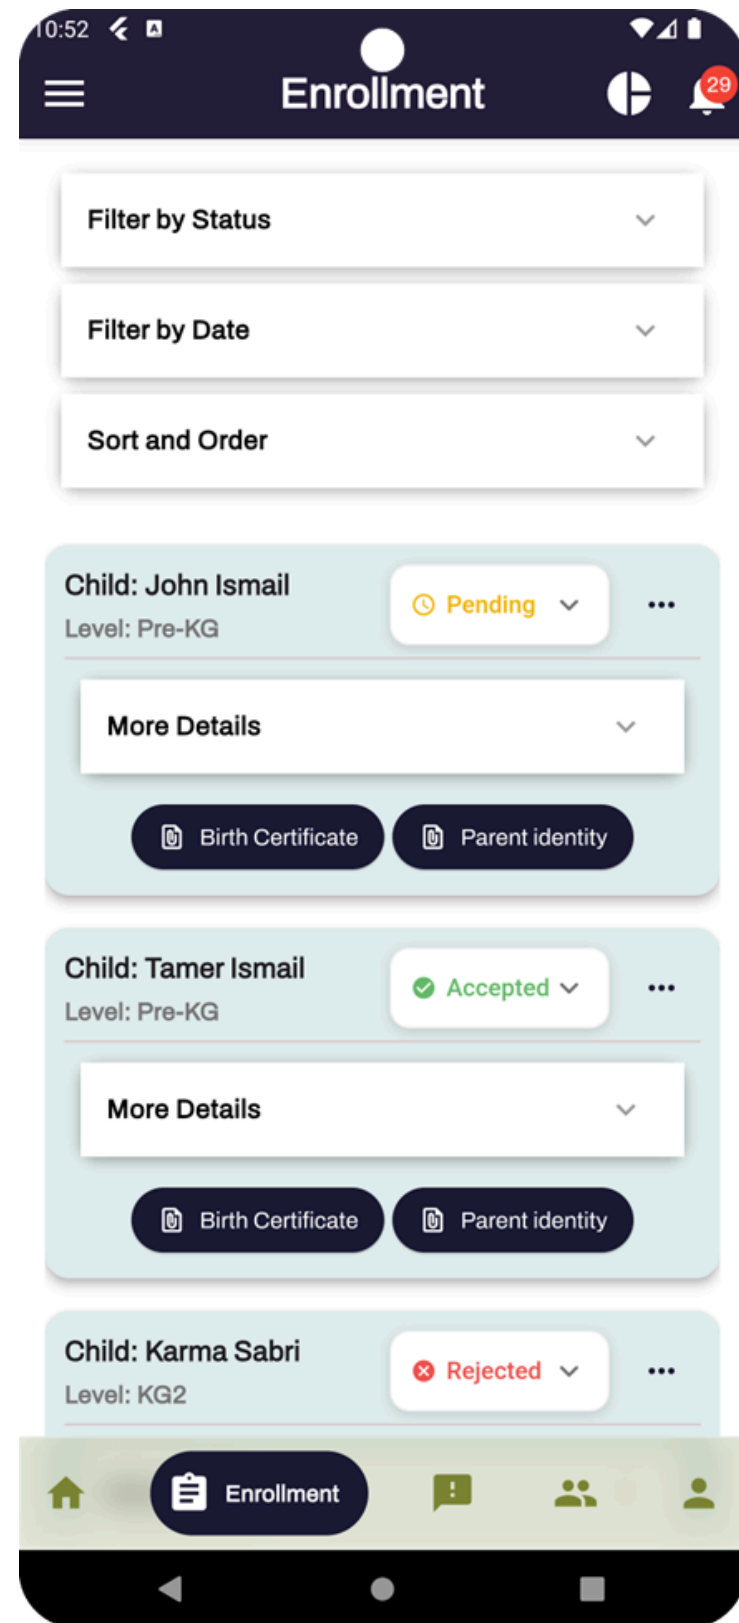 10:52
Enrollment
29
Filter by Status
Filter by Date
Sort and Order
Child: John Ismail
Pending
Level: Pre-KG
More Details
Birth Certificate
Parent identity
Child: Tamer Ismail
Accepted
Level: Pre-KG
More Details
Birth Certificate
Parent identity
Child: Karma Sabri
Rejected
Level: KG2
Enrollment